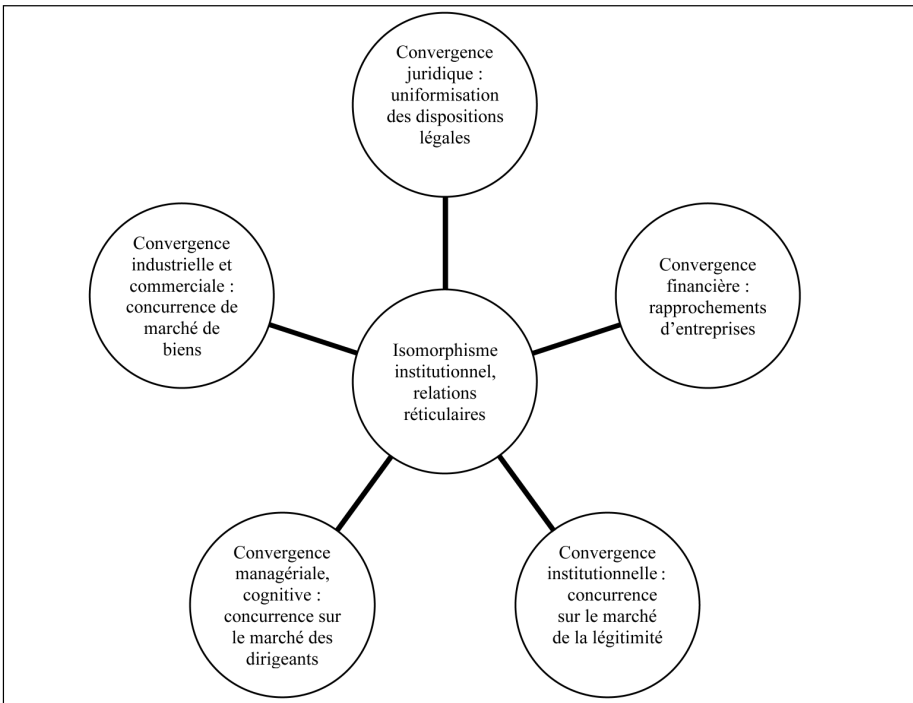 Convergence
juridique :
uniformisation
des dispositions
légales
Convergence
industrielle et
commerciale :
concurrence de
marché de
biens
Convergence
financière :
rapprochements
d’entreprises
Isomorphisme
institutionnel,
relations
réticulaires
Convergence
managériale,
cognitive :
concurrence sur
le marché des
dirigeants
Convergence
institutionnelle :
concurrence
sur le marché
de la légitimité